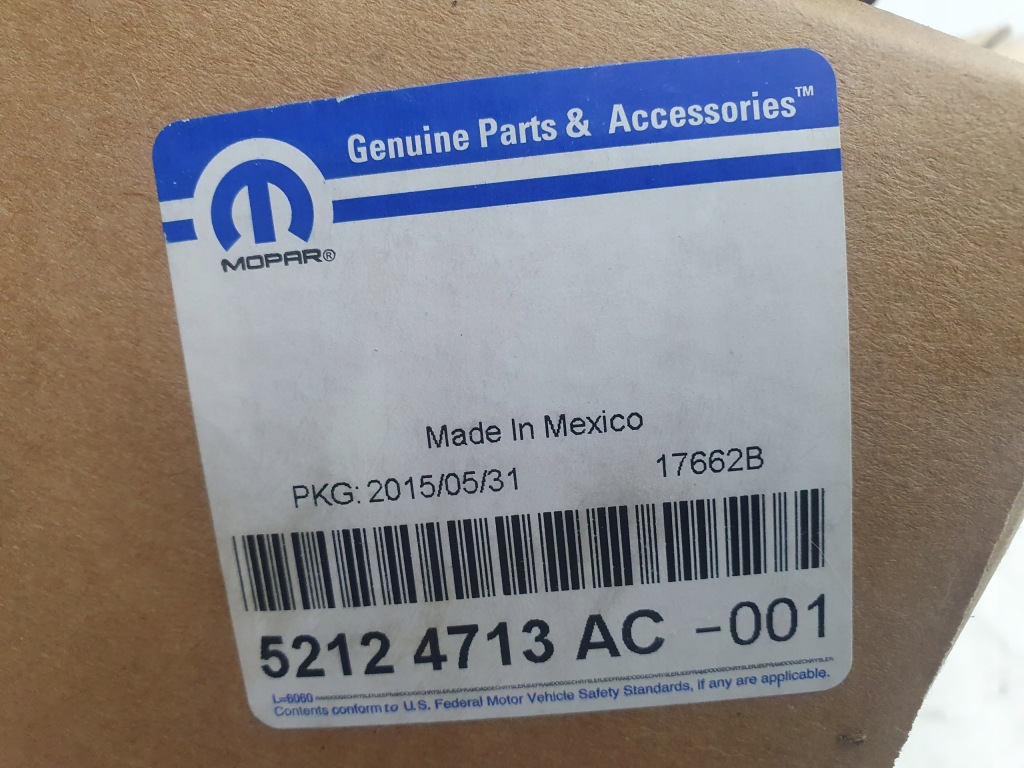 Genuine Parts & Accessories™
MOPAR®
Made In Mexico
PKG: 2015/05/31 17662B
5212 4713 AC -001
L=6060
Contents conform to U.S. Federal Motor Vehicle Safety Standards, if any are applicable.